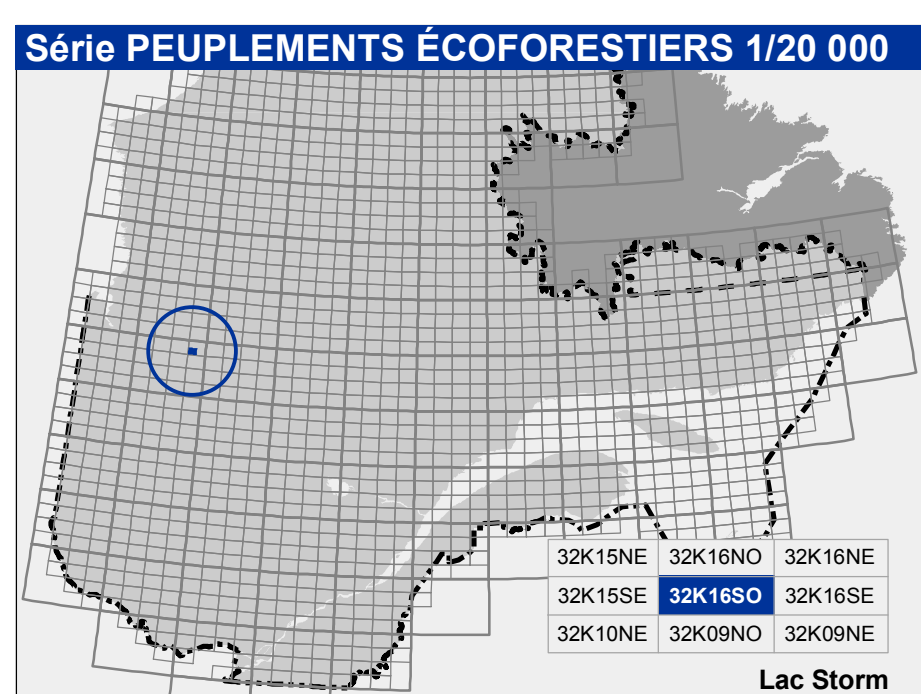 Série PEUPLEMENTS ÉCOFORESTIERS 1/20 000
32K15NE 32K16NO 32K16NE
32K15SE 32K16SO 32K16SE
32K10NE 32K09NO 32K09NE
Lac Storm